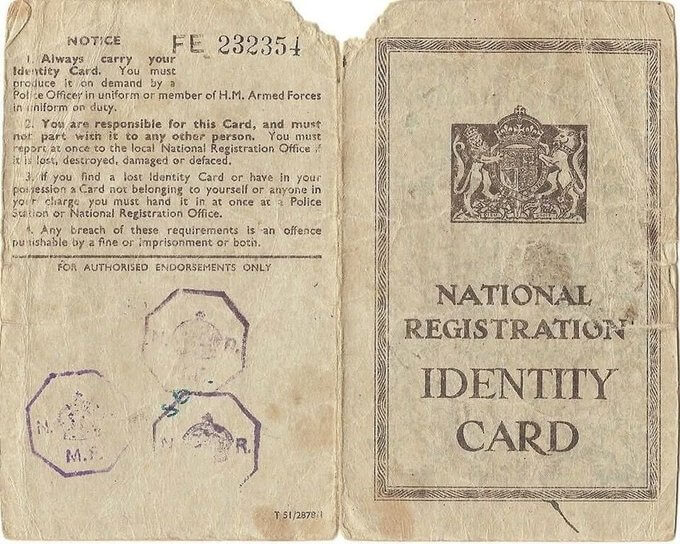 NOTICE
FE 232354
1. Always carry your
Identity Card. You must
produce it on demand by a
Police Officer in uniform or member of H.M. Armed Forces
in uniform on duty.
2. You are responsible for this Card, and must
not part with it to any other person. You must
report at once to the local National Registration Office if
it is lost, destroyed, damaged or defaced.
3. If you find a lost Identity Card or have in your
possession a Card not belonging to yourself or anyone in
your charge you must hand it in at once at a Police
Station or National Registration Office.
4. Any breach of these requirements is an offence
punishable by a fine or imprisonment or both.
FOR AUTHORISED ENDORSEMENTS ONLY
N R.
N.
M.
N R.
T 51/2878/1
NATIONAL
REGISTRATION
IDENTITY
CARD